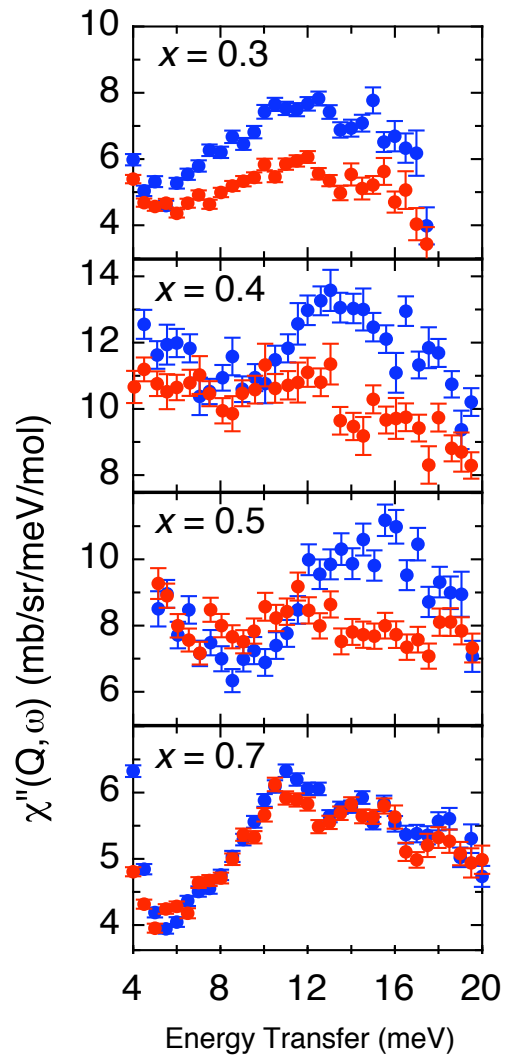 χ"(Q,ω) (mb/sr/meV/mol)
10
8
6
4
x = 0.3
14
12
10
8
x = 0.4
10
8
6
x = 0.5
6
5
4
x = 0.7
4 8 12 16 20
Energy Transfer (meV)